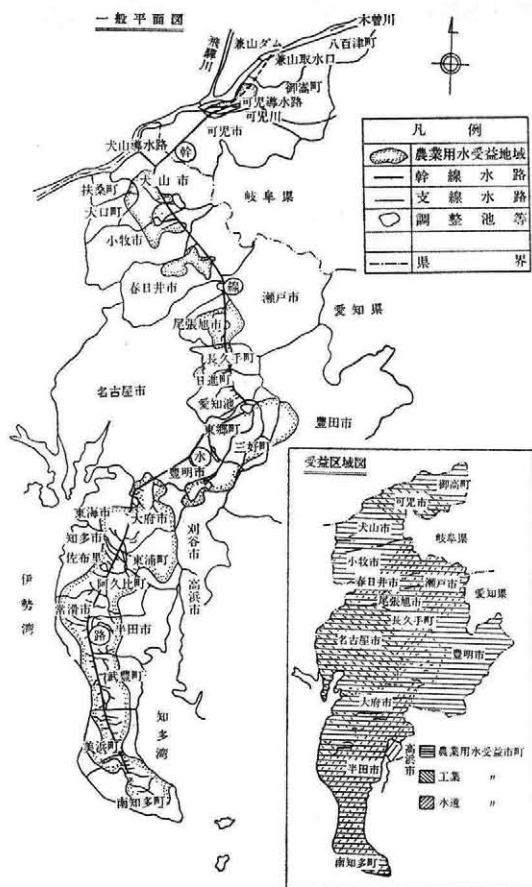 一般平面図
木曽川
飛騨川
兼山ダム
八百津町
兼山取水口
御嵩町
可児導水路
可児川
犬山導水路
可児市
幹
扶桑町
犬山市
大口町
岐阜県
小牧市
春日井市
線
瀬戸市
愛知県
尾張旭市
長久手町
日進町
名古屋市
愛知池
東郷町
豊田市
三好町
水
豊明市
東海市
大府市
知多市
刈谷市
佐布里
東浦町
阿久比町
高浜市
伊勢湾
常滑市
半田市
路
武豊町
知多湾
美浜町
南知多町
凡例
農業用水受益地域
幹線水路
支線水路
調整池等
県界
受益区域図
御嵩町
可児市
犬山市
岐阜県
小牧市
春日井市
瀬戸市
愛知県
尾張旭市
長久手町
名古屋市
豊明市
大府市
高浜市
半田市
南知多町
農業用水受益市町
工業 〃
水道 〃